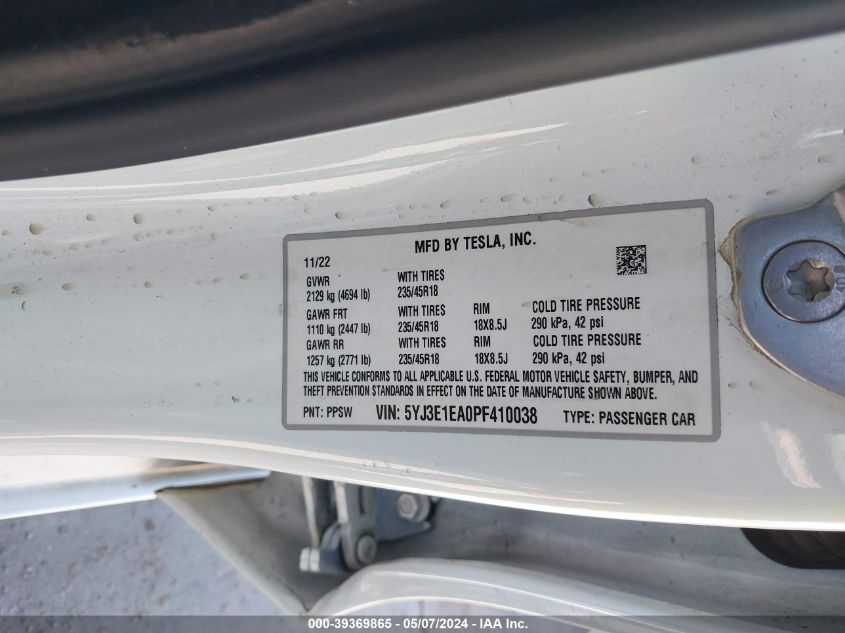 MFD BY TESLA, INC.
11/22
GVWR WITH TIRES
2129 kg (4694 lb) 235/45R18
GAWR FRT WITH TIRES RIM COLD TIRE PRESSURE
1110 kg (2447 lb) 235/45R18 18X8.5J 290 kPa, 42 psi
GAWR RR WITH TIRES RIM COLD TIRE PRESSURE
1257 kg (2771 lb) 235/45R18 18X8.5J 290 kPa, 42 psi
THIS VEHICLE CONFORMS TO ALL APPLICABLE U.S. FEDERAL MOTOR VEHICLE SAFETY, BUMPER, AND
THEFT PREVENTION STANDARDS IN EFFECT ON THE DATE OF MANUFACTURE SHOWN ABOVE.
PNT: PPSW VIN: 5YJ3E1EA0PF410038 TYPE: PASSENGER CAR
000-39369865 - 05/07/2024 - IAA Inc.